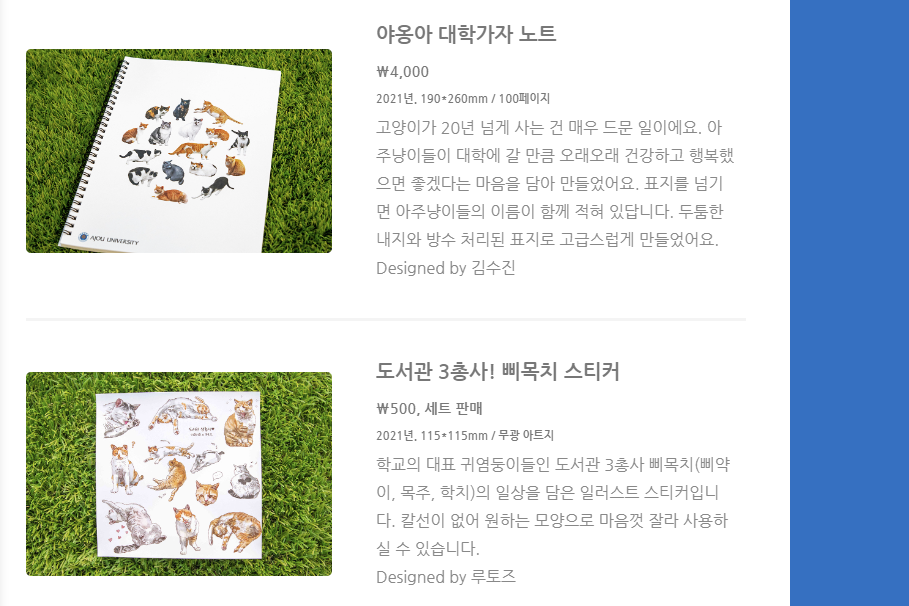 야옹아 대학가자 노트
₩4,000
2021년, 190*260mm / 100페이지
고양이가 20년 넘게 사는 건 매우 드문 일이에요. 아
주냥이들이 대학에 갈 만큼 오래오래 건강하고 행복했
으면 좋겠다는 마음을 담아 만들었어요. 표지를 넘기
면 아주냥이들의 이름이 함께 적혀 있답니다. 두툼한
내지와 방수 처리된 표지로 고급스럽게 만들었어요.
Designed by 김수진
AJOU UNIVERSITY
도서관 3총사! 삐목치 스티커
₩500, 세트 판매
2021년, 115*115mm / 무광 아트지
학교의 대표 귀염둥이들인 도서관 3총사 삐목치(삐약
이, 목주, 학치)의 일상을 담은 일러스트 스티커입니
다. 칼선이 없어 원하는 모양으로 마음껏 잘라 사용하
실 수 있습니다.
Designed by 루토즈